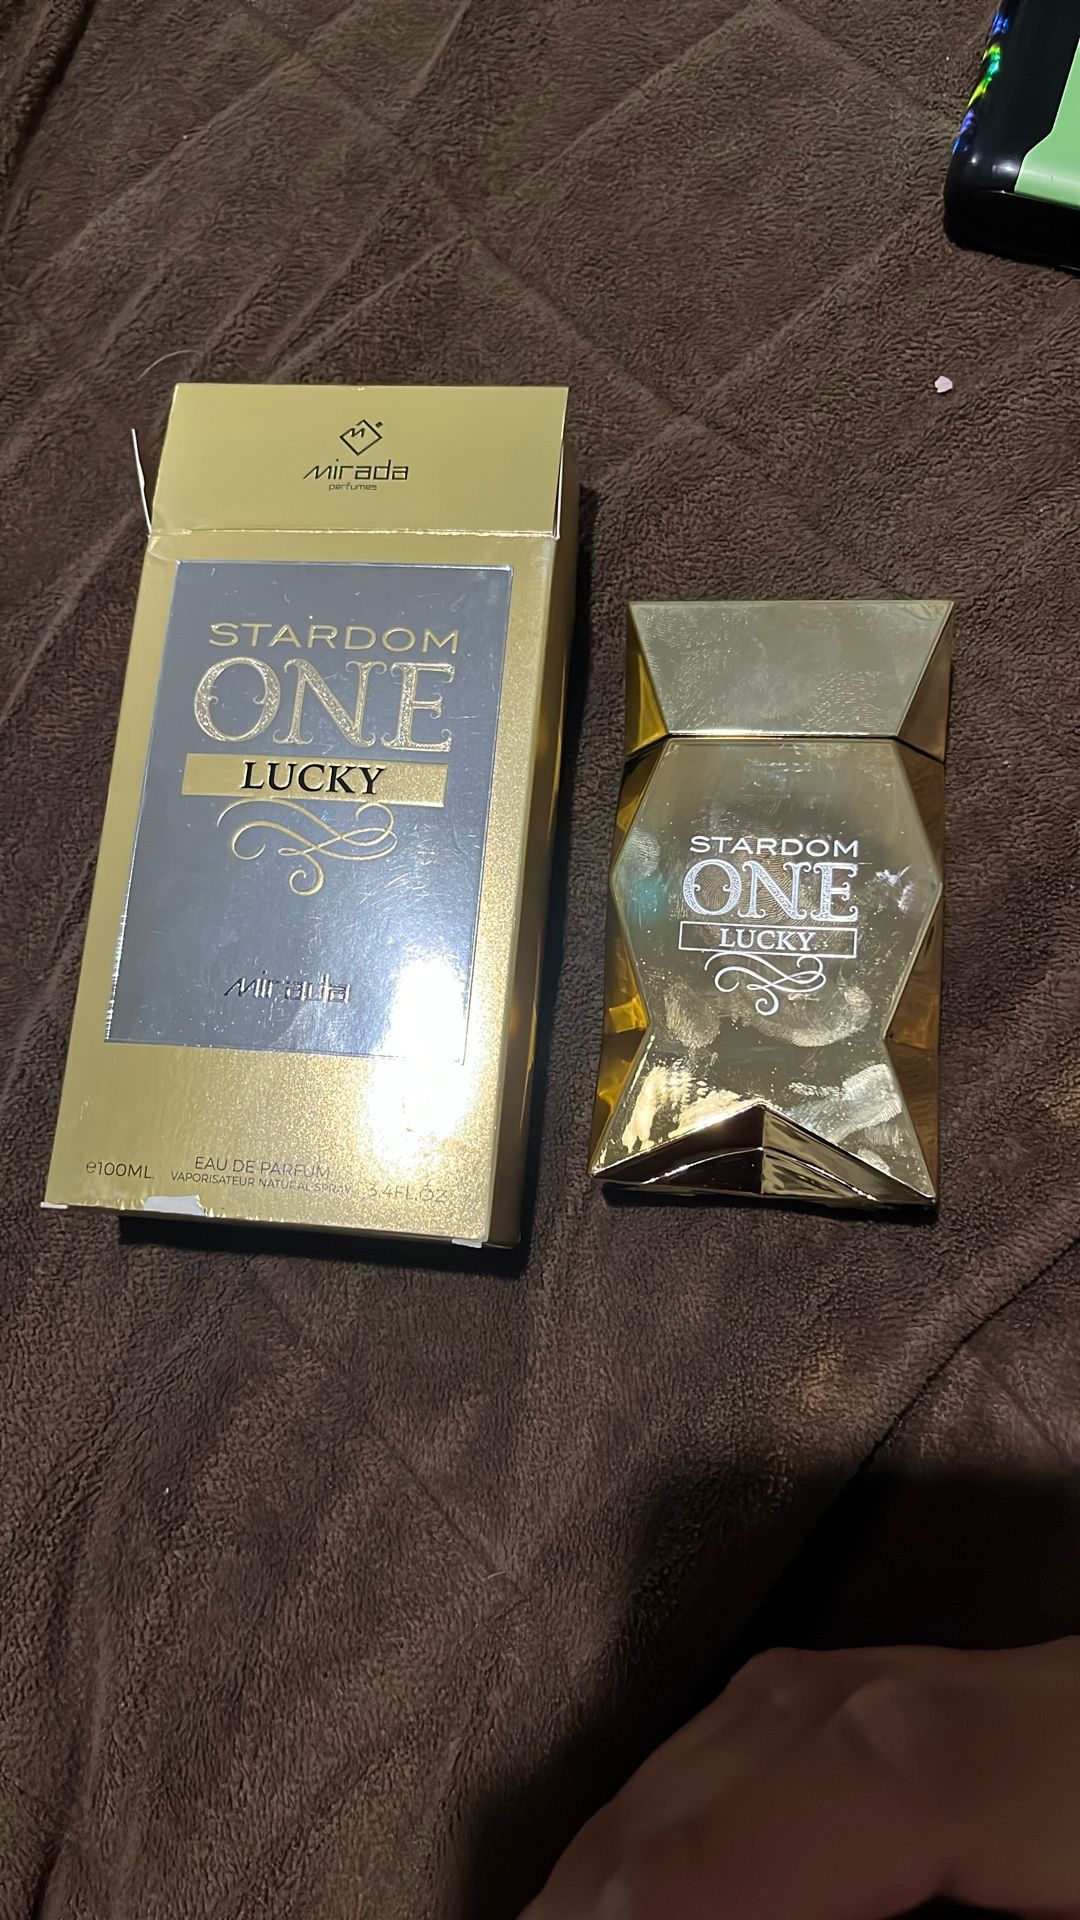 mirada
perfumes
STARDOM
ONE
LUCKY
mirada
e100ML.
EAU DE PARFUM
VAPORISATEUR NATURAL SPRAY
3.4FL.OZ
STARDOM
ONE
LUCKY